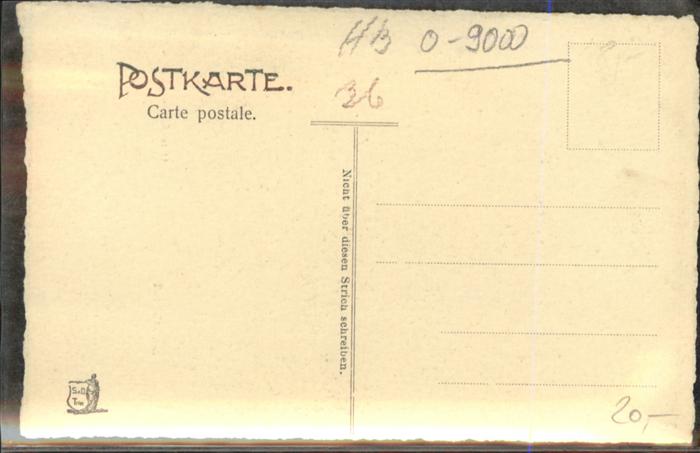 HB 0-9000
POSTKARTE.
Carte postale.
36
Nicht über diesen Strich schreiben.
20,-